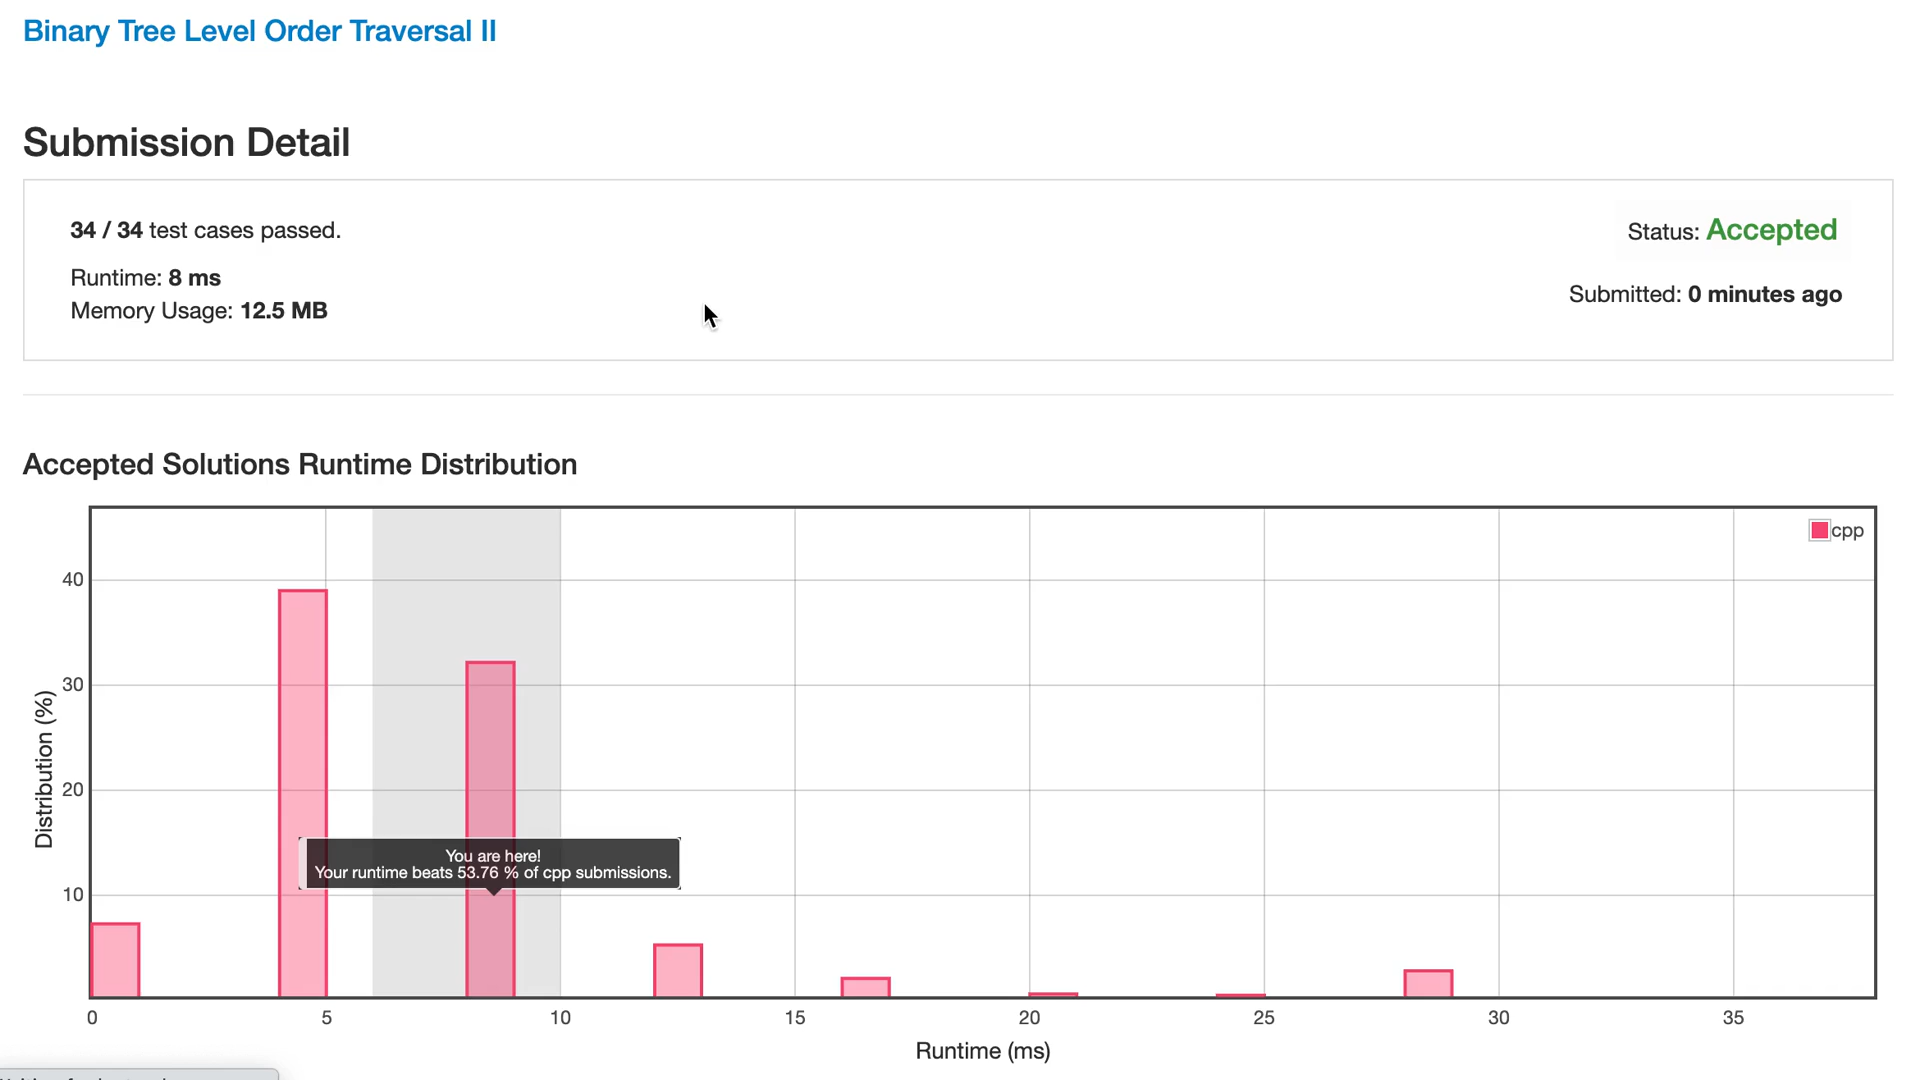 Binary Tree Level Order Traversal II
Submission Detail
34 / 34 test cases passed.
Status: Accepted
Runtime: 8 ms
Memory Usage: 12.5 MB
Submitted: 0 minutes ago
Accepted Solutions Runtime Distribution
cpp
40
30
20
10
Distribution (%)
You are here!
Your runtime beats 53.76 % of cpp submissions.
0 5 10 15 20 25 30 35
Runtime (ms)